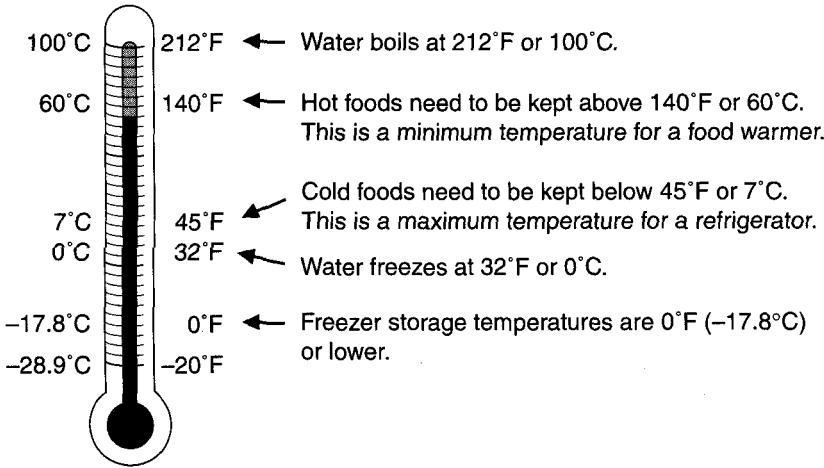 100°C 212°F Water boils at 212°F or 100°C.
60°C 140°F Hot foods need to be kept above 140°F or 60°C.
This is a minimum temperature for a food warmer.
Cold foods need to be kept below 45°F or 7°C.
7°C 45°F This is a maximum temperature for a refrigerator.
0°C 32°F
Water freezes at 32°F or 0°C.
–17.8°C 0°F Freezer storage temperatures are 0°F (–17.8°C)
or lower.
–28.9°C –20°F